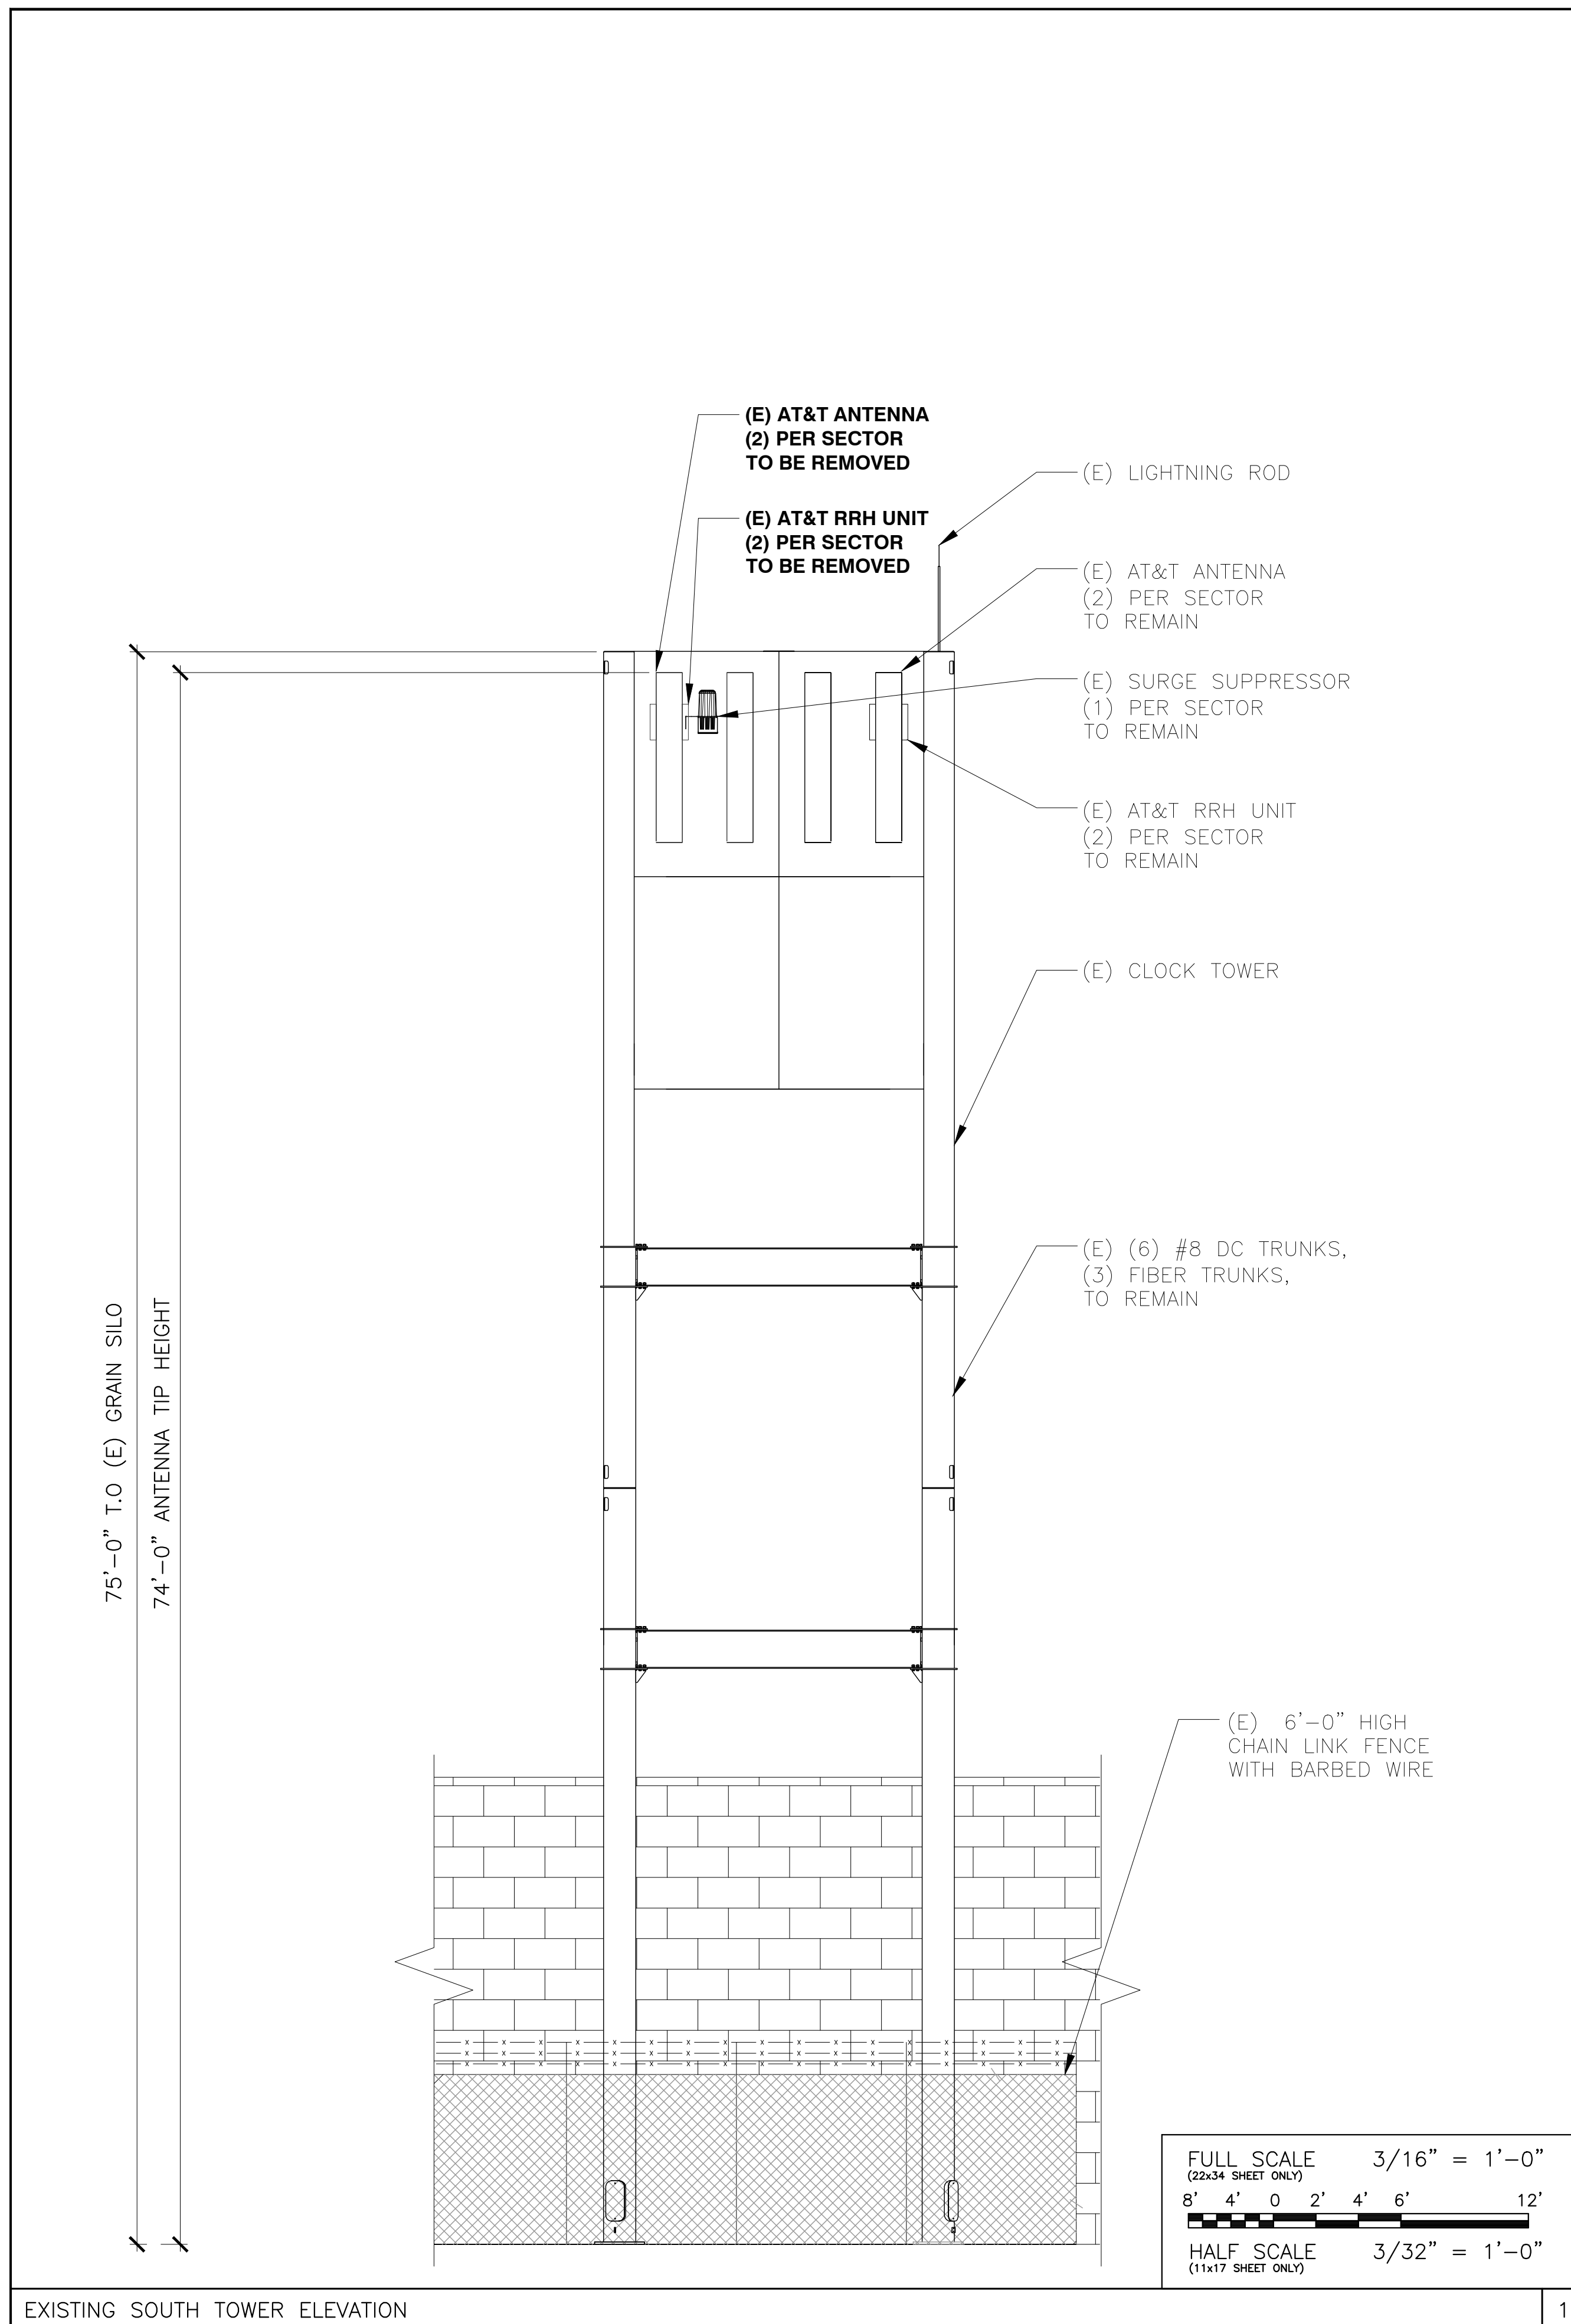 (E) AT&T ANTENNA
(2) PER SECTOR
TO BE REMOVED
(E) AT&T RRH UNIT
(2) PER SECTOR
TO BE REMOVED
(E) LIGHTNING ROD
(E) AT&T ANTENNA
(2) PER SECTOR
TO REMAIN
(E) SURGE SUPPRESSOR
(1) PER SECTOR
TO REMAIN
(E) AT&T RRH UNIT
(2) PER SECTOR
TO REMAIN
(E) CLOCK TOWER
(E) (6) #8 DC TRUNKS,
(3) FIBER TRUNKS,
TO REMAIN
75'-0" T.O (E) GRAIN SILO
74'-0" ANTENNA TIP HEIGHT
(E) 6'-0" HIGH
CHAIN LINK FENCE
WITH BARBED WIRE
FULL SCALE 3/16" = 1'-0"
(22x34 SHEET ONLY)
8' 4' 0 2' 4' 6' 12'
HALF SCALE 3/32" = 1'-0"
(11x17 SHEET ONLY)
EXISTING SOUTH TOWER ELEVATION 1